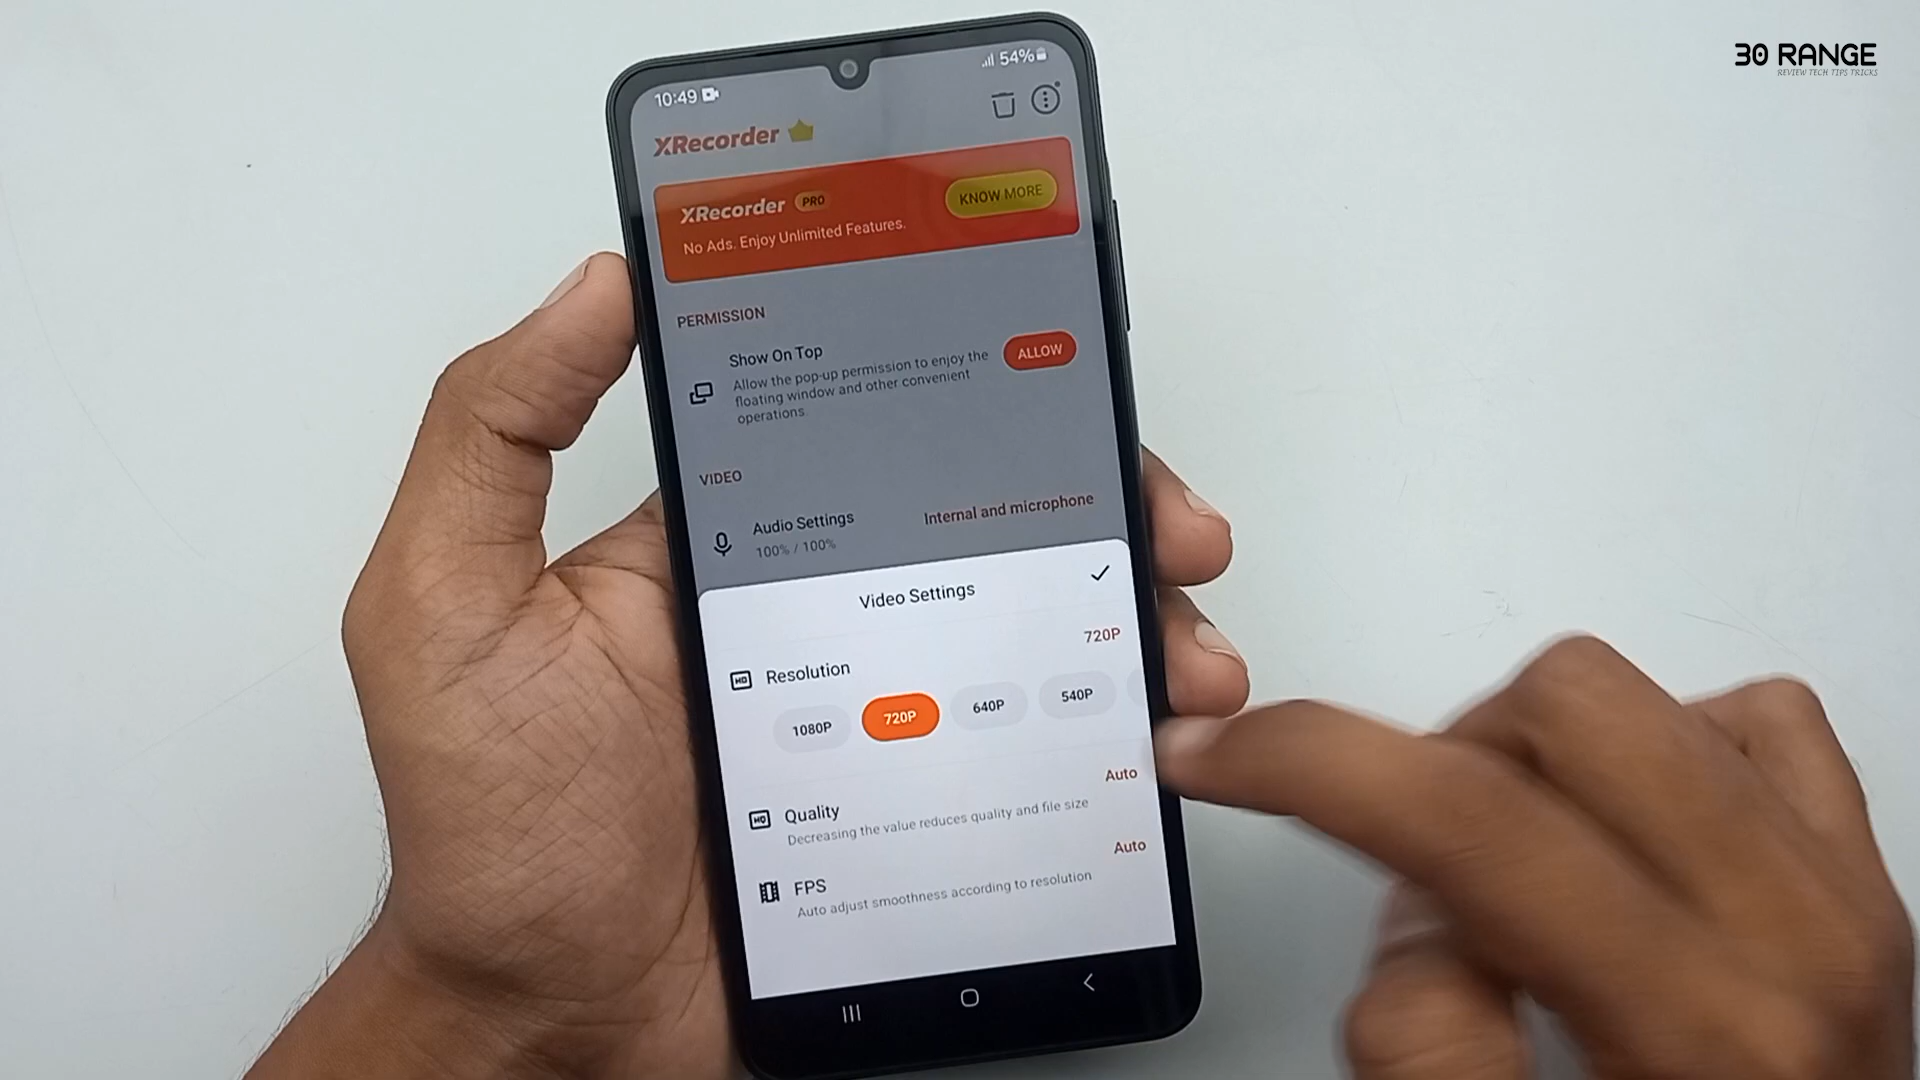 30 RANGE
REVIEW TECH TIPS TRICKS
10:49
54%
XRecorder
XRecorder PRO
KNOW MORE
No Ads. Enjoy Unlimited Features.
PERMISSION
Show On Top
Allow the pop-up permission to enjoy the
floating window and other convenient
operations.
ALLOW
VIDEO
Audio Settings
Internal and microphone
100% / 100%
Video Settings
720P
HD
Resolution
1080P
720P
640P
540P
Auto
HQ
Quality
Decreasing the value reduces quality and file size
Auto
FPS
Auto adjust smoothness according to resolution